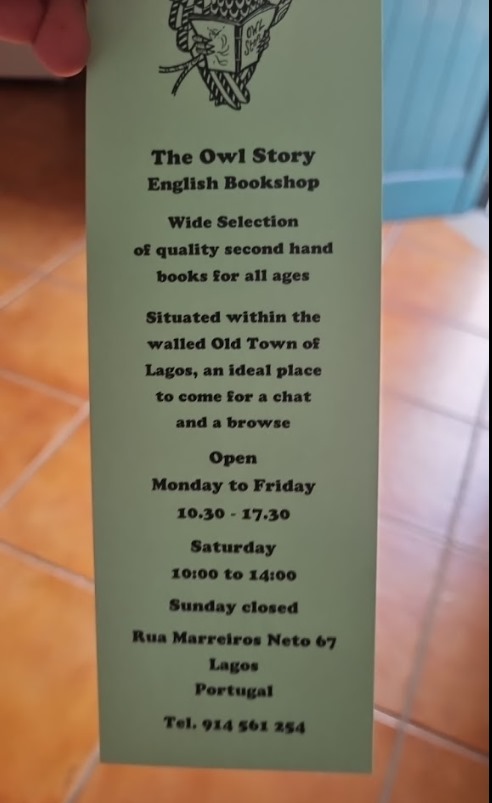 OWL
Story
The Owl Story
English Bookshop
Wide Selection
of quality second hand
books for all ages
Situated within the
walled Old Town of
Lagos, an ideal place
to come for a chat
and a browse
Open
Monday to Friday
10.30 - 17.30
Saturday
10:00 to 14:00
Sunday closed
Rua Marreiros Neto 67
Lagos
Portugal
Tel. 914 561 254